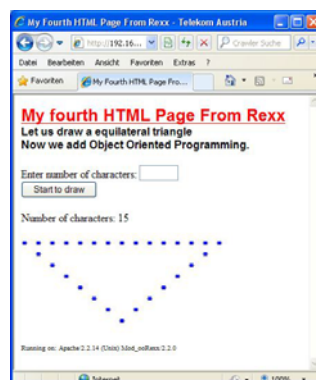 My Fourth HTML Page From Rexx - Telekom Austria
http://192.16...
Crawler Suche
Datei Bearbeiten Ansicht Favoriten Extras ?
Favoriten My Fourth HTML Page Fro...
My fourth HTML Page From Rexx
Let us draw a equilateral triangle
Now we add Object Oriented Programming.
Enter number of characters:
Start to draw
Number of characters: 15
Running on: Apache/2.2.14 (Unix) Mod_ooRexx/2.2.0
Internet 100%